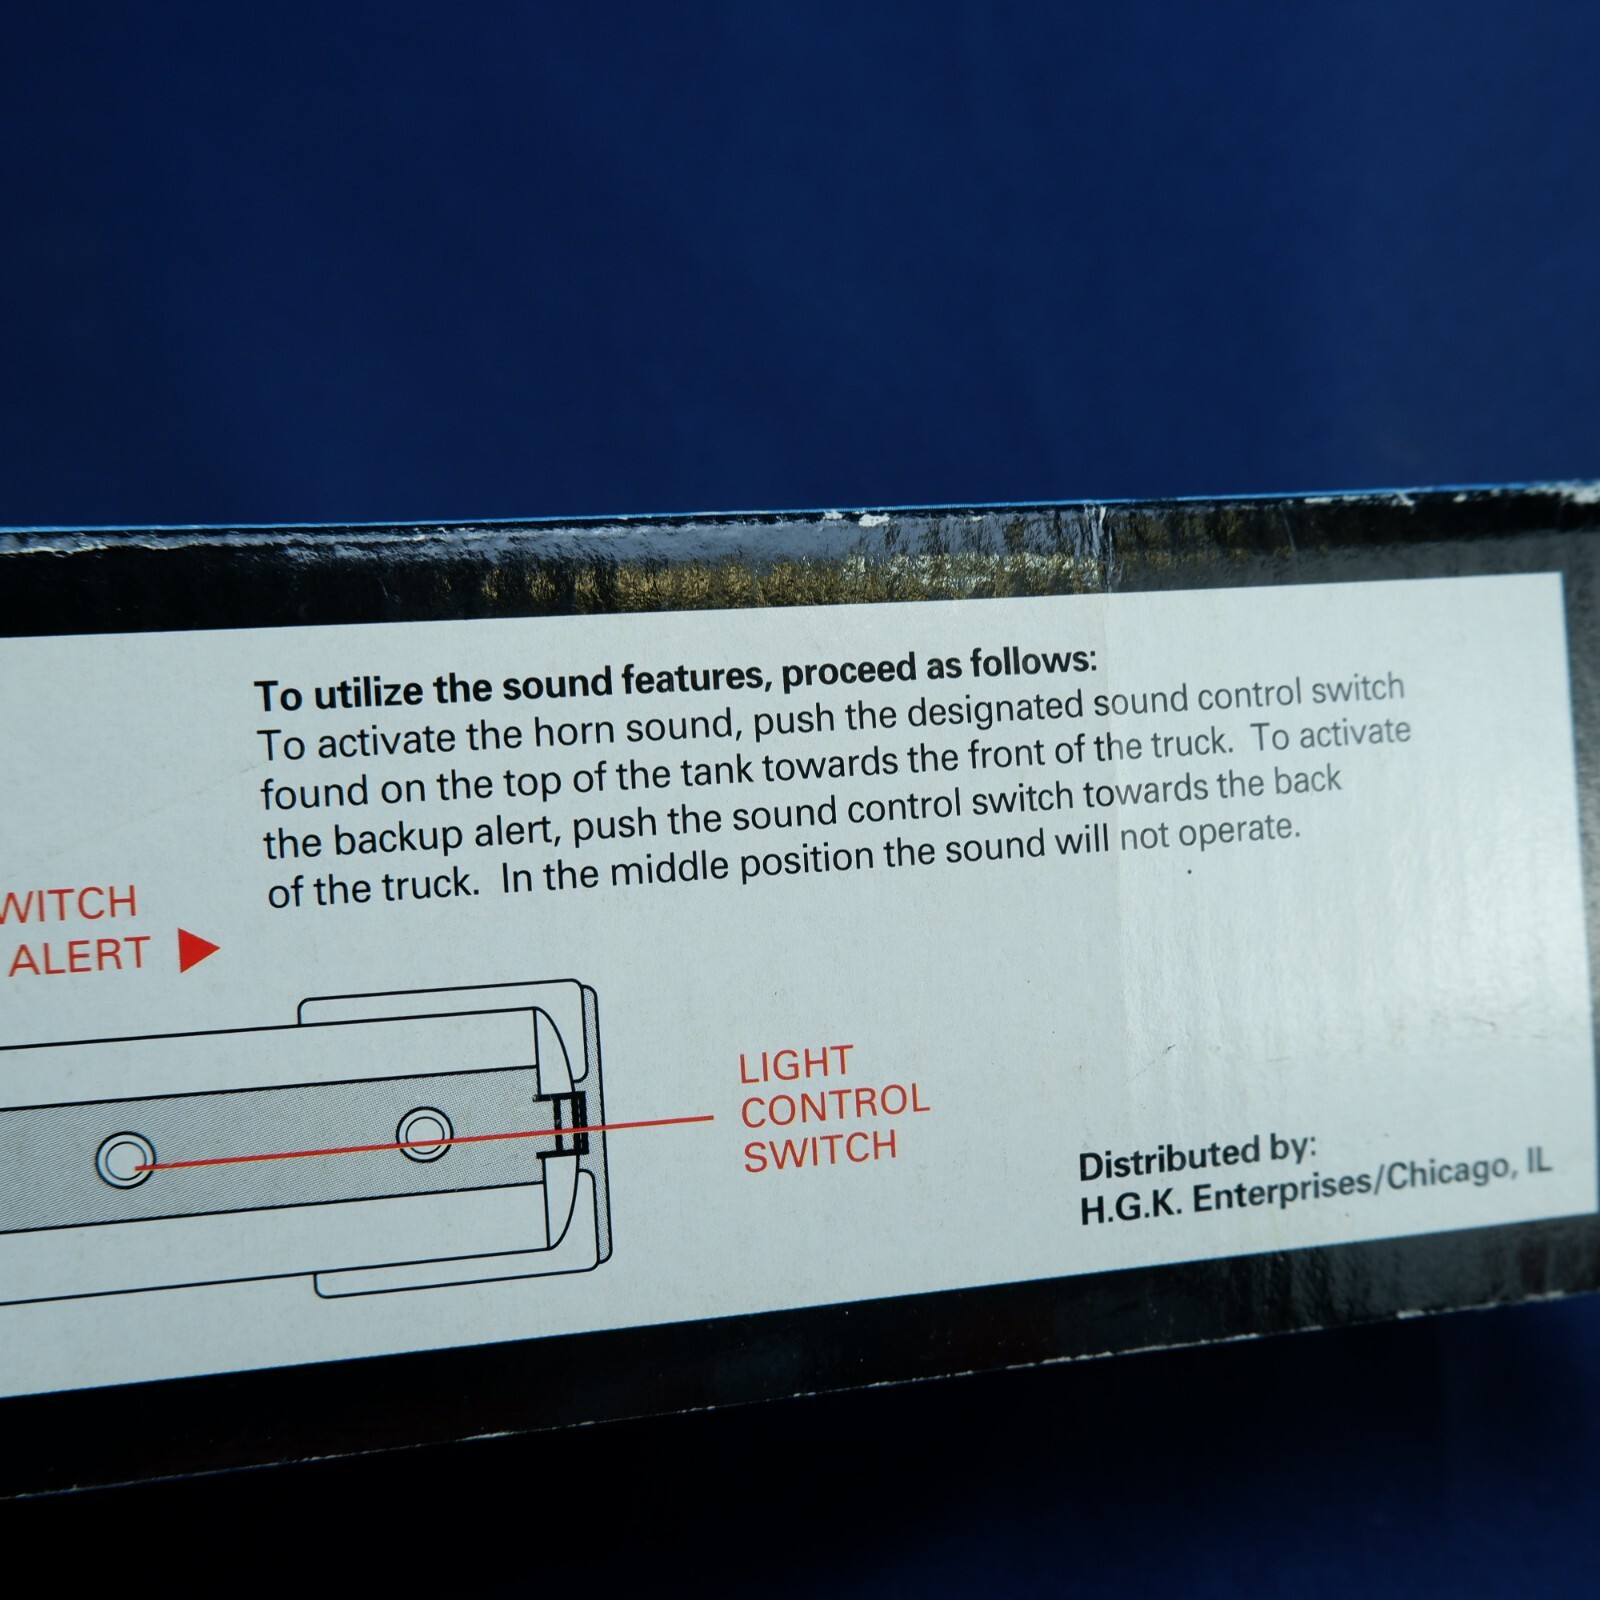 To utilize the sound features, proceed as follows:
To activate the horn sound, push the designated sound control switch
found on the top of the tank towards the front of the truck. To activate
the backup alert, push the sound control switch towards the back
of the truck. In the middle position the sound will not operate.
WITCH
ALERT
LIGHT
CONTROL
SWITCH
Distributed by:
H.G.K. Enterprises/Chicago, IL